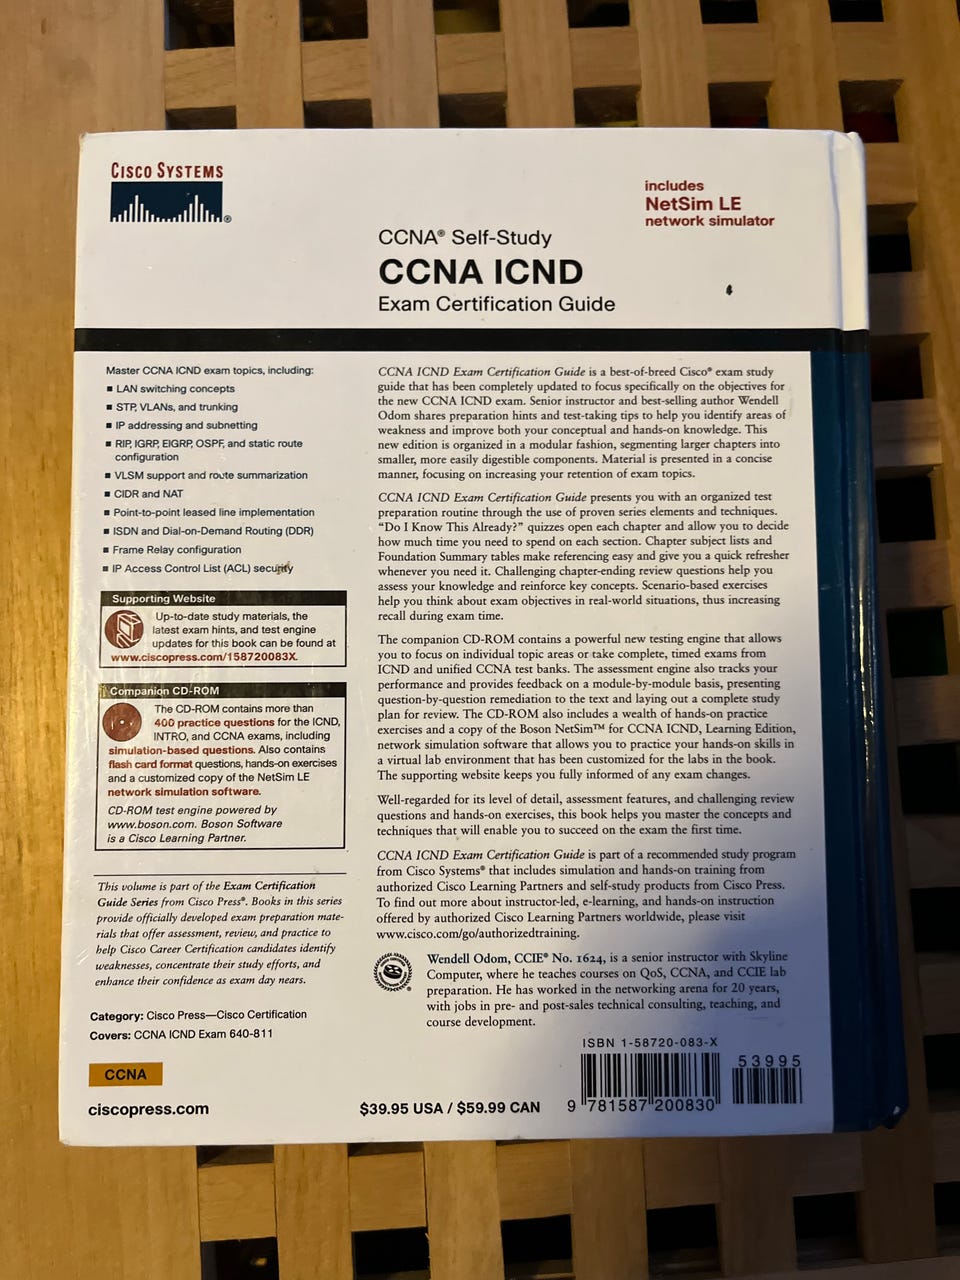 CISCO SYSTEMS
®
includes
NetSim LE
network simulator
CCNA® Self-Study
CCNA ICND
Exam Certification Guide
Master CCNA ICND exam topics, including:
■ LAN switching concepts
■ STP, VLANs, and trunking
■ IP addressing and subnetting
■ RIP, IGRP, EIGRP, OSPF, and static route
configuration
■ VLSM support and route summarization
■ CIDR and NAT
■ Point-to-point leased line implementation
■ ISDN and Dial-on-Demand Routing (DDR)
■ Frame Relay configuration
■ IP Access Control List (ACL) security
Supporting Website
Up-to-date study materials, the
latest exam hints, and test engine
updates for this book can be found at
www.ciscopress.com/158720083X.
Companion CD-ROM
The CD-ROM contains more than
400 practice questions for the ICND,
INTRO, and CCNA exams, including
simulation-based questions. Also contains
flash card format questions, hands-on exercises
and a customized copy of the NetSim LE
network simulation software.
CD-ROM test engine powered by
www.boson.com. Boson Software
is a Cisco Learning Partner.
This volume is part of the Exam Certification
Guide Series from Cisco Press®. Books in this series
provide officially developed exam preparation mate-
rials that offer assessment, review, and practice to
help Cisco Career Certification candidates identify
weaknesses, concentrate their study efforts, and
enhance their confidence as exam day nears.
Category: Cisco Press—Cisco Certification
Covers: CCNA ICND Exam 640-811
CCNA
ciscopress.com
CCNA ICND Exam Certification Guide is a best-of-breed Cisco® exam study
guide that has been completely updated to focus specifically on the objectives for
the new CCNA ICND exam. Senior instructor and best-selling author Wendell
Odom shares preparation hints and test-taking tips to help you identify areas of
weakness and improve both your conceptual and hands-on knowledge. This
new edition is organized in a modular fashion, segmenting larger chapters into
smaller, more easily digestible components. Material is presented in a concise
manner, focusing on increasing your retention of exam topics.
CCNA ICND Exam Certification Guide presents you with an organized test
preparation routine through the use of proven series elements and techniques.
“Do I Know This Already?” quizzes open each chapter and allow you to decide
how much time you need to spend on each section. Chapter subject lists and
Foundation Summary tables make referencing easy and give you a quick refresher
whenever you need it. Challenging chapter-ending review questions help you
assess your knowledge and reinforce key concepts. Scenario-based exercises
help you think about exam objectives in real-world situations, thus increasing
recall during exam time.
The companion CD-ROM contains a powerful new testing engine that allows
you to focus on individual topic areas or take complete, timed exams from
ICND and unified CCNA test banks. The assessment engine also tracks your
performance and provides feedback on a module-by-module basis, presenting
question-by-question remediation to the text and laying out a complete study
plan for review. The CD-ROM also includes a wealth of hands-on practice
exercises and a copy of the Boson NetSim™ for CCNA ICND, Learning Edition,
network simulation software that allows you to practice your hands-on skills in
a virtual lab environment that has been customized for the labs in the book.
The supporting website keeps you fully informed of any exam changes.
Well-regarded for its level of detail, assessment features, and challenging review
questions and hands-on exercises, this book helps you master the concepts and
techniques that will enable you to succeed on the exam the first time.
CCNA ICND Exam Certification Guide is part of a recommended study program
from Cisco Systems® that includes simulation and hands-on training from
authorized Cisco Learning Partners and self-study products from Cisco Press.
To find out more about instructor-led, e-learning, and hands-on instruction
offered by authorized Cisco Learning Partners worldwide, please visit
www.cisco.com/go/authorizedtraining.
Wendell Odom, CCIE® No. 1624, is a senior instructor with Skyline
Computer, where he teaches courses on QoS, CCNA, and CCIE lab
preparation. He has worked in the networking arena for 20 years,
with jobs in pre- and post-sales technical consulting, teaching, and
course development.
ISBN 1-58720-083-X
53995
9 781587 200830
$39.95 USA / $59.99 CAN